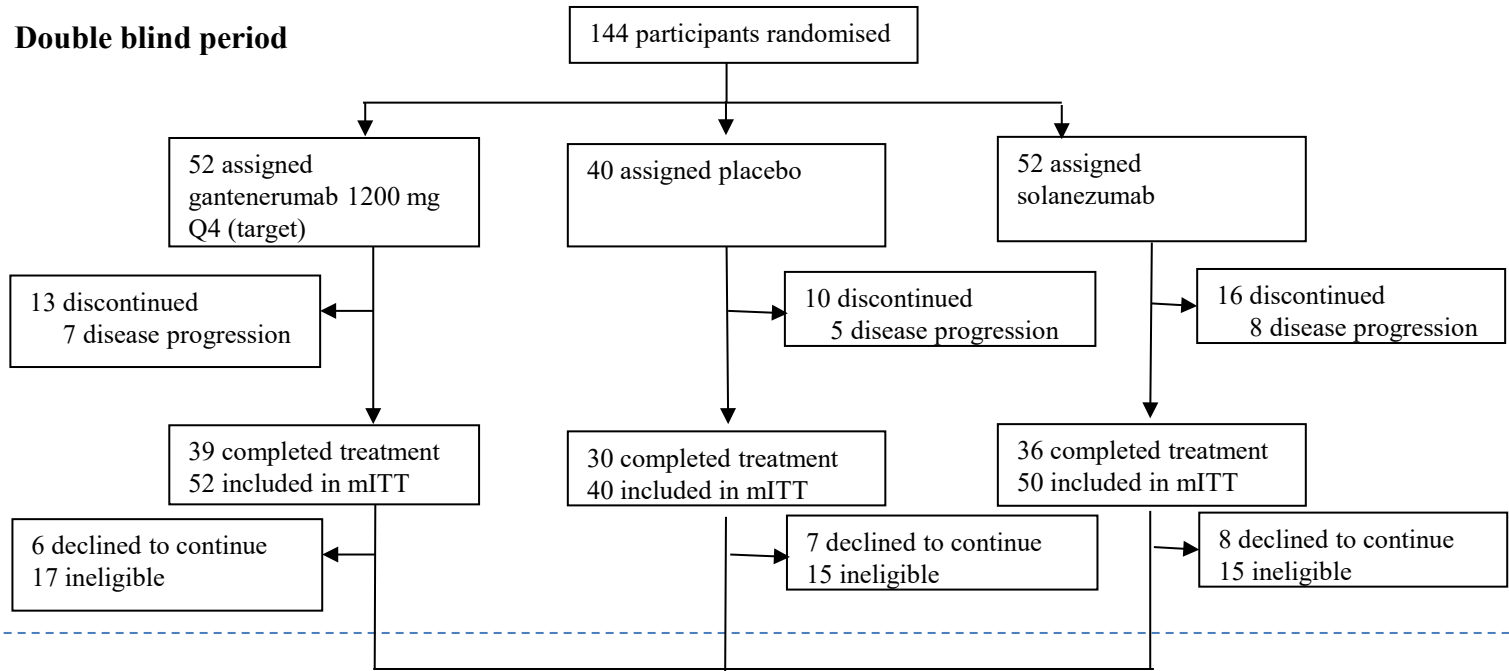 Double blind period
144 participants randomised
52 assigned
gantenerumab 1200 mg
Q4 (target)
40 assigned placebo
52 assigned
solanezumab
13 discontinued
7 disease progression
10 discontinued
5 disease progression
16 discontinued
8 disease progression
39 completed treatment
52 included in mITT
30 completed treatment
40 included in mITT
36 completed treatment
50 included in mITT
6 declined to continue
17 ineligible
7 declined to continue
15 ineligible
8 declined to continue
15 ineligible